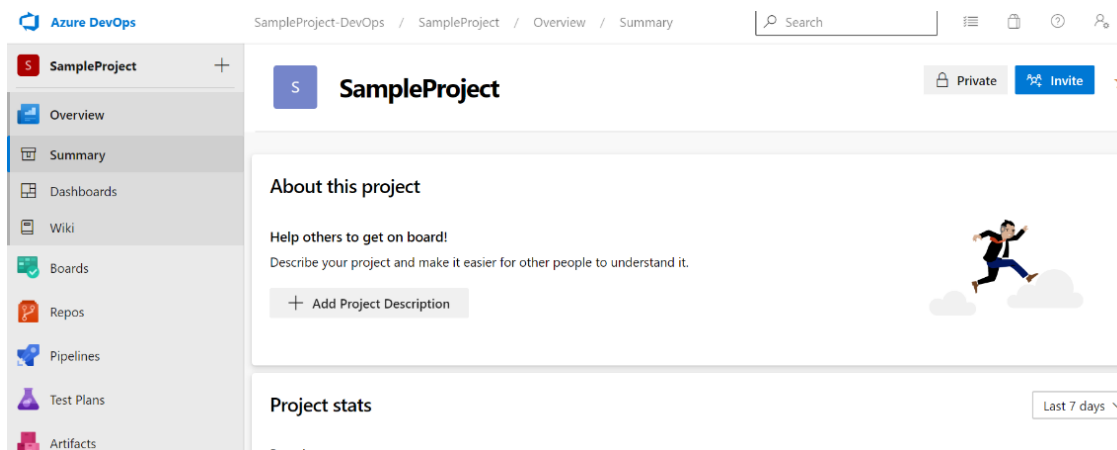 Azure DevOps
SampleProject-DevOps / SampleProject / Overview / Summary
Search
S
SampleProject
Overview
Summary
Dashboards
Wiki
Boards
Repos
Pipelines
Test Plans
Artifacts
S
SampleProject
Private
Invite
About this project
Help others to get on board!
Describe your project and make it easier for other people to understand it.
+ Add Project Description
Project stats
Last 7 days